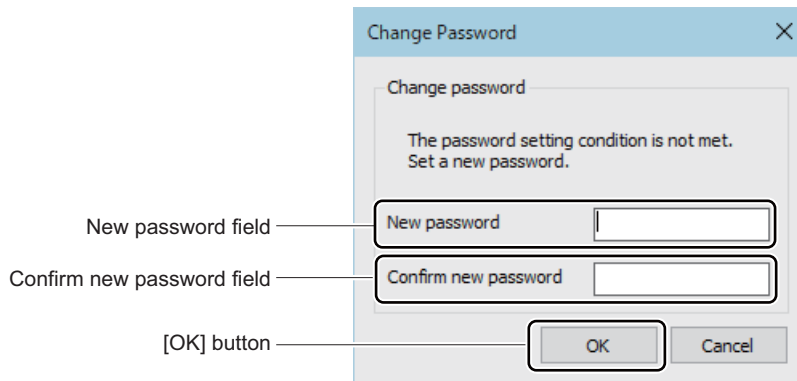 Change Password
Change password
The password setting condition is not met.
Set a new password.
New password field
New password
Confirm new password field
Confirm new password
[OK] button
OK
Cancel